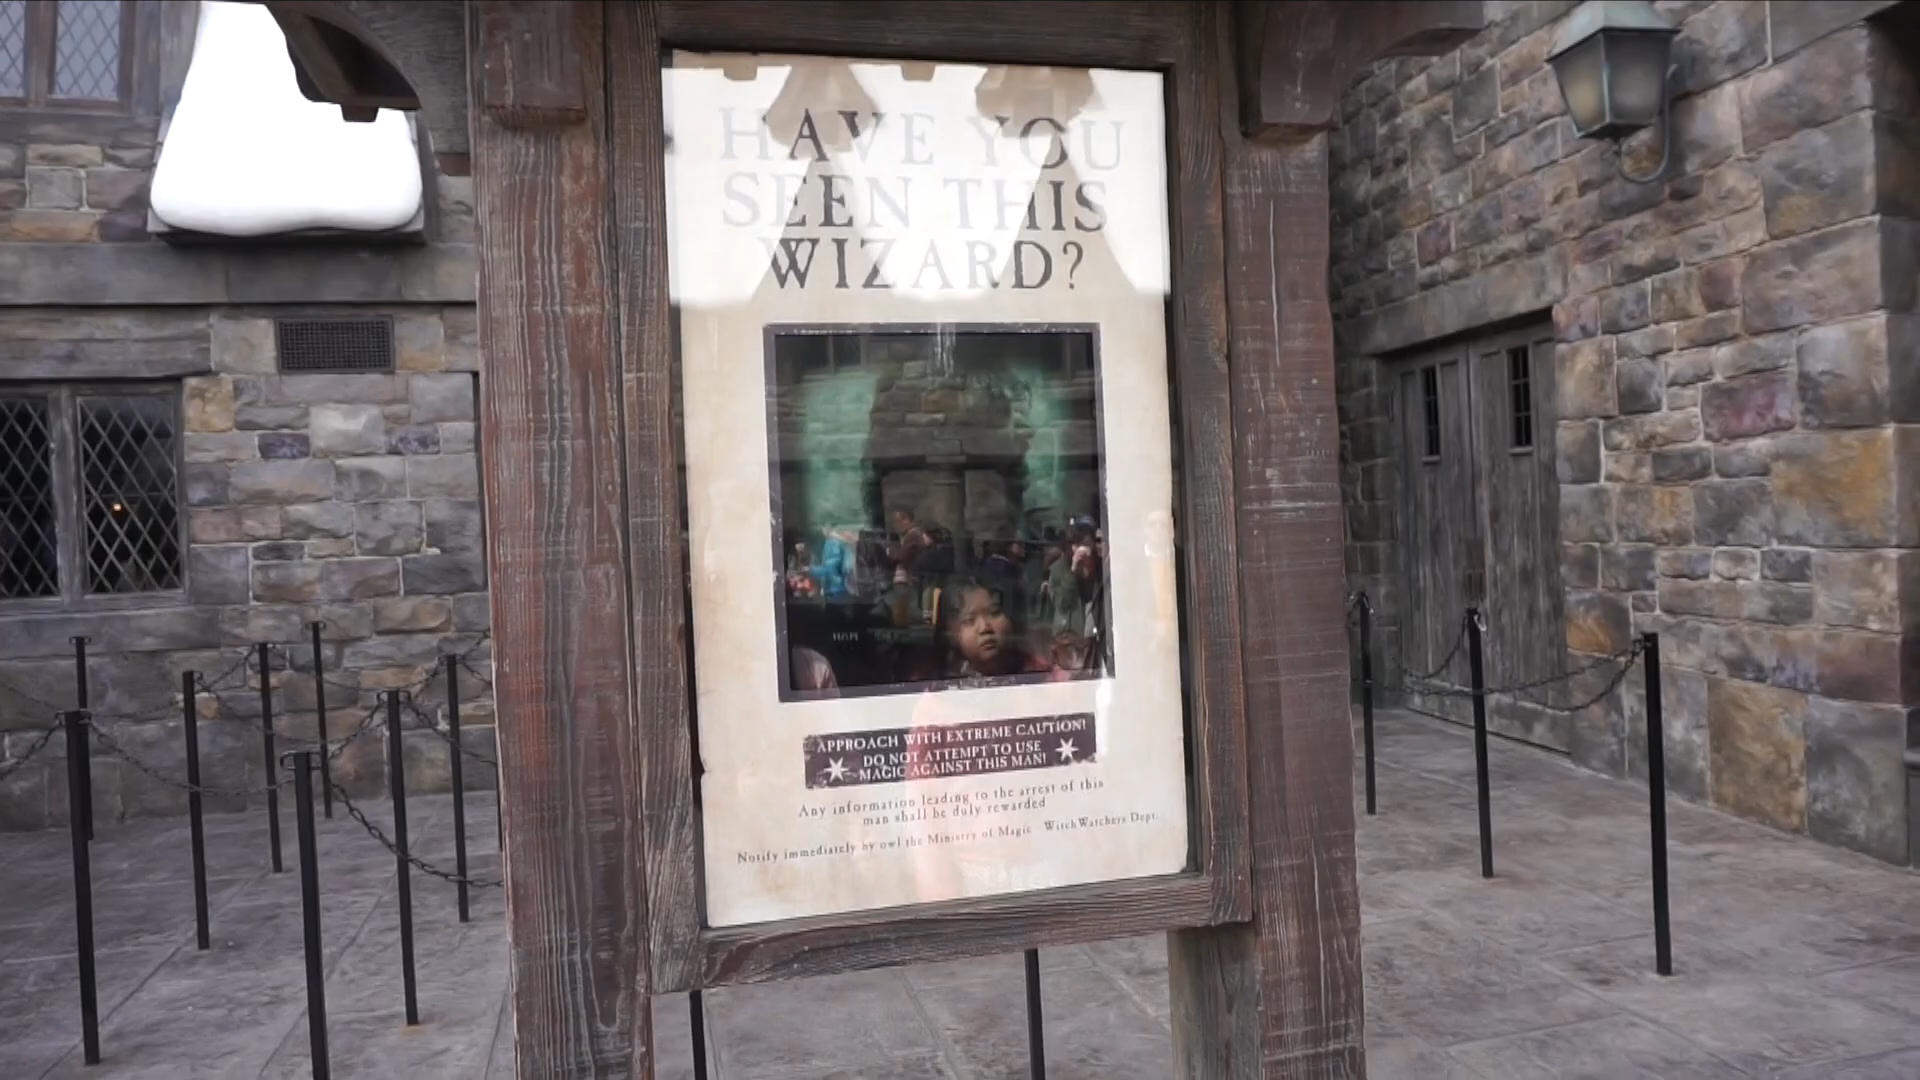 HAVE YOU
SEEN THIS
WIZARD?
APPROACH WITH EXTREME CAUTION!
DO NOT ATTEMPT TO USE
MAGIC AGAINST THIS MAN!
Any information leading to the arrest of this
man shall be duly rewarded
Notify immediately by owl the Ministry of Magic WitchWatchers Dept.